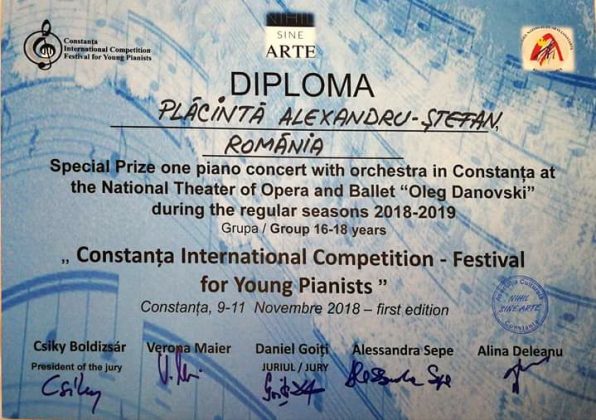 Constanța
International Competition
Festival for Young Pianists
NIHIL
SINE
ARTE
DIPLOMA
PLĂCINTĂ ALEXANDRU-ȘTEFAN,
ROMÂNIA
Special Prize one piano concert with orchestra in Constanța at
the National Theater of Opera and Ballet “Oleg Danovski”
during the regular seasons 2018-2019
Grupa / Group 16-18 years
„ Constanța International Competition - Festival
for Young Pianists ”
Constanța, 9-11 Novembre 2018 – first edition
NIHIL
SINE ARTE
Constanța
Csiky Boldizsár Verona Maier Daniel Goiți Alessandra Sepe Alina Deleanu
President of the jury JURIUL / JURY
Csiky